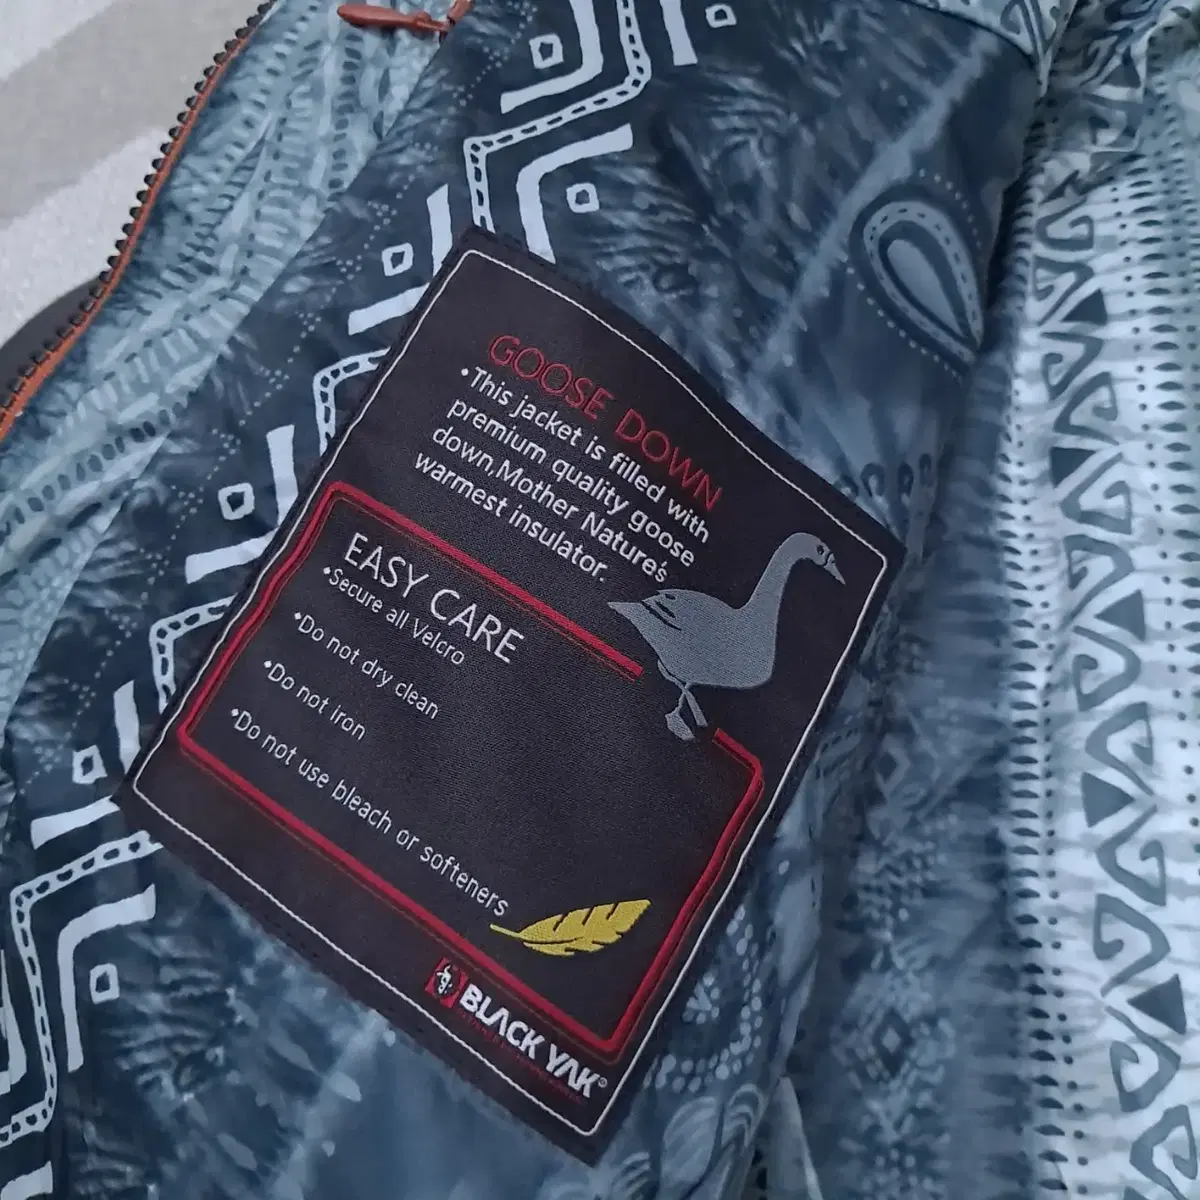 GOOSE DOWN
•This jacket is filled with
premium quality goose
down,Mother Nature's
warmest insulator.
EASY CARE
•Secure all Velcro
•Do not dry clean
•Do not iron
•Do not use bleach or softeners
BLACK YAK®